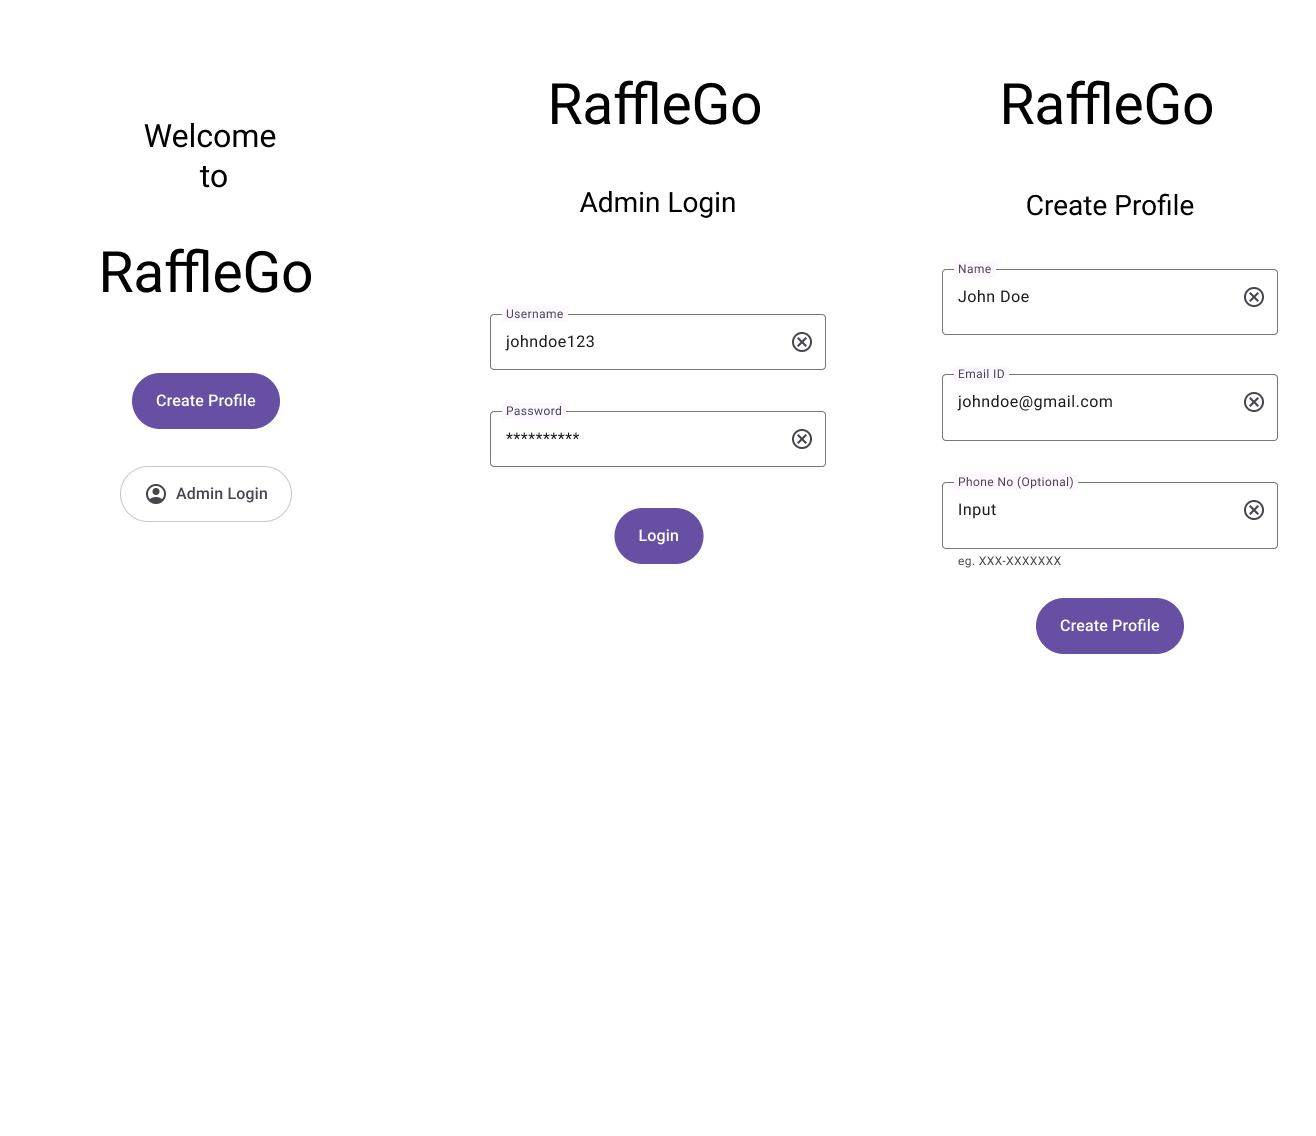 Welcome
to
RaffleGo
Create Profile
Admin Login
RaffleGo
Admin Login
Username
johndoe123
Password
**********
Login
RaffleGo
Create Profile
Name
John Doe
Email ID
johndoe@gmail.com
Phone No (Optional)
Input
eg. XXX-XXXXXXX
Create Profile